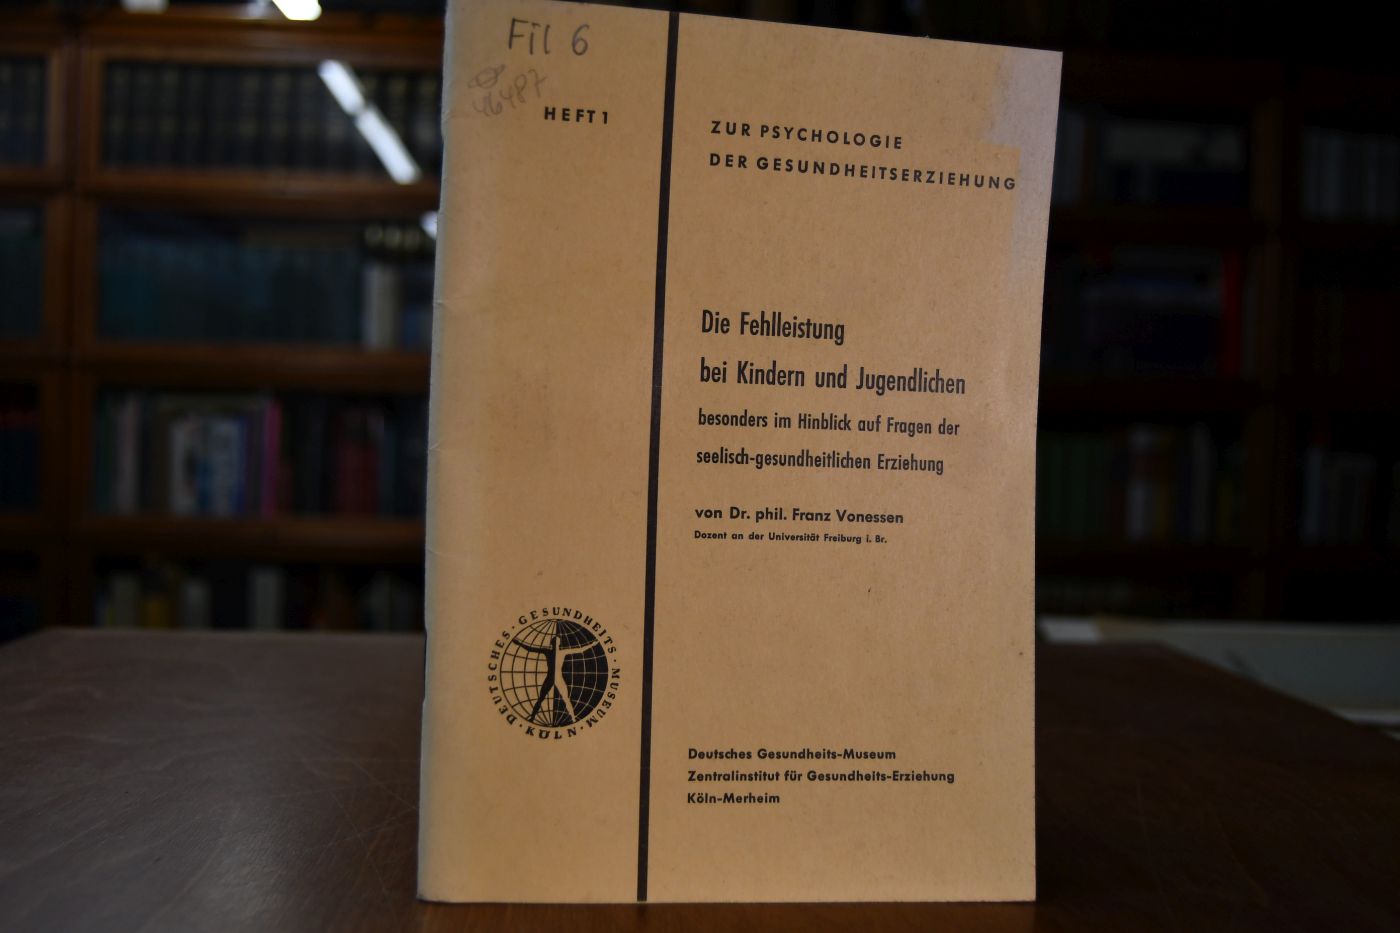 Fil 6
46487
HEFT 1
ZUR PSYCHOLOGIE
DER GESUNDHEITSERZIEHUNG
Die Fehlleistung
bei Kindern und Jugendlichen
besonders im Hinblick auf Fragen der
seelisch-gesundheitlichen Erziehung
von Dr. phil. Franz Vonessen
Dozent an der Universität Freiburg i. Br.
DEUTSCHES · GESUNDHEITS · MUSEUM · KÖLN ·
Deutsches Gesundheits-Museum
Zentralinstitut für Gesundheits-Erziehung
Köln-Merheim